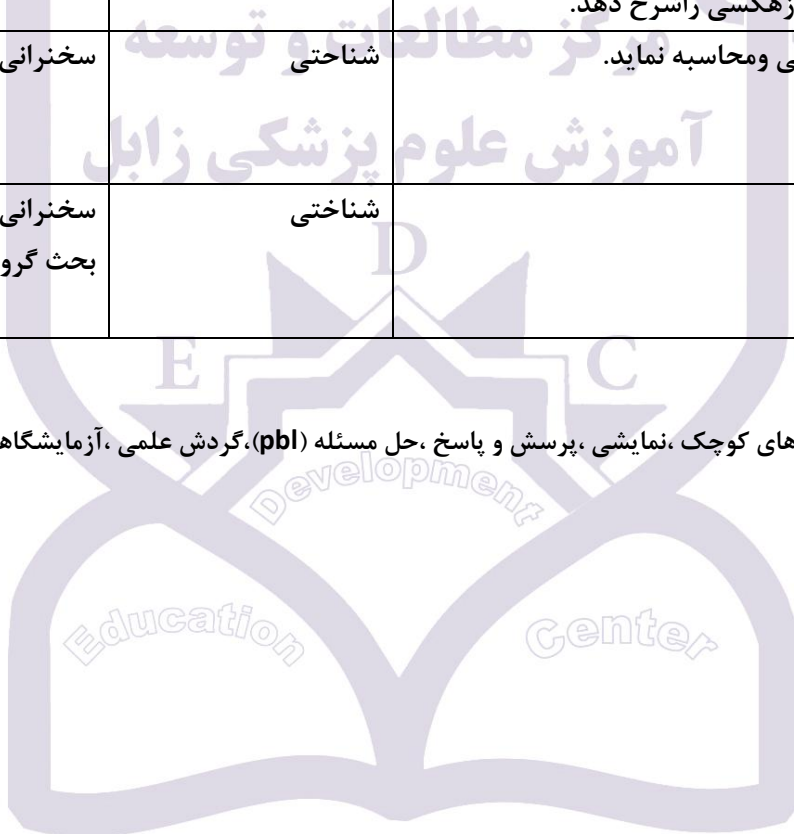 زهکشی راشرح دهد.
ی ومحاسبه نماید.
شناحتی
سخنرانی
شناختی
سخنرانی
بحث گرو
های کوچک ،نمایشی ،پرسش و پاسخ ،حل مسئله (pbl)،گردش علمی ،آزمایشگاه
مرکز مطالعات و توسعه
آموزش علوم پزشکی زابل
D
E C
Development
Education Center